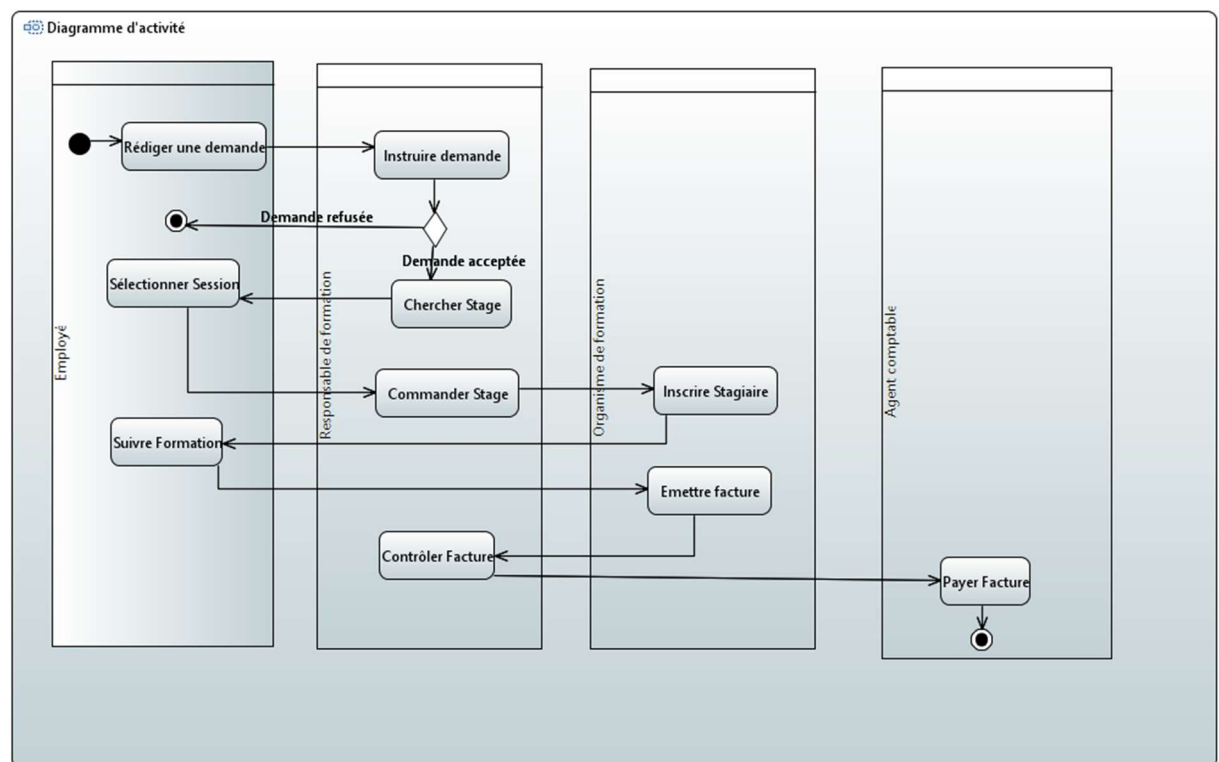 Diagramme d'activité
Rédiger une demande
Instruire demande
Demande refusée
Demande acceptée
Sélectionner Session
Chercher Stage
Employé
Responsable de formation
Organisme de formation
Agent comptable
Commander Stage
Inscrire Stagiaire
Suivre Formation
Emettre facture
Contrôler Facture
Payer Facture